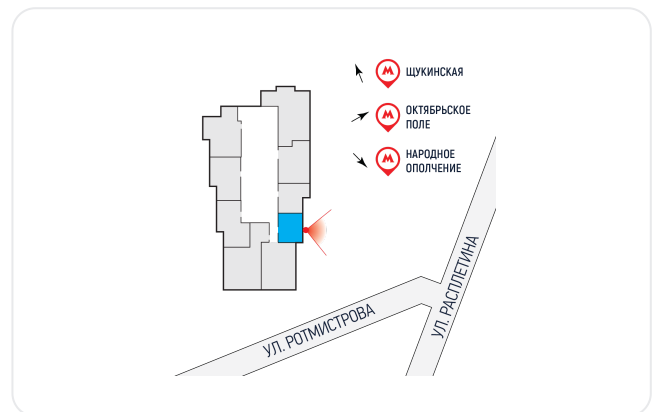 ЩУКИНСКАЯ
ОКТЯБРЬСКОЕ
ПОЛЕ
НАРОДНОЕ
ОПОЛЧЕНИЕ
УЛ. РАСПЛЕТИНА
УЛ. РОТМИСТРОВА